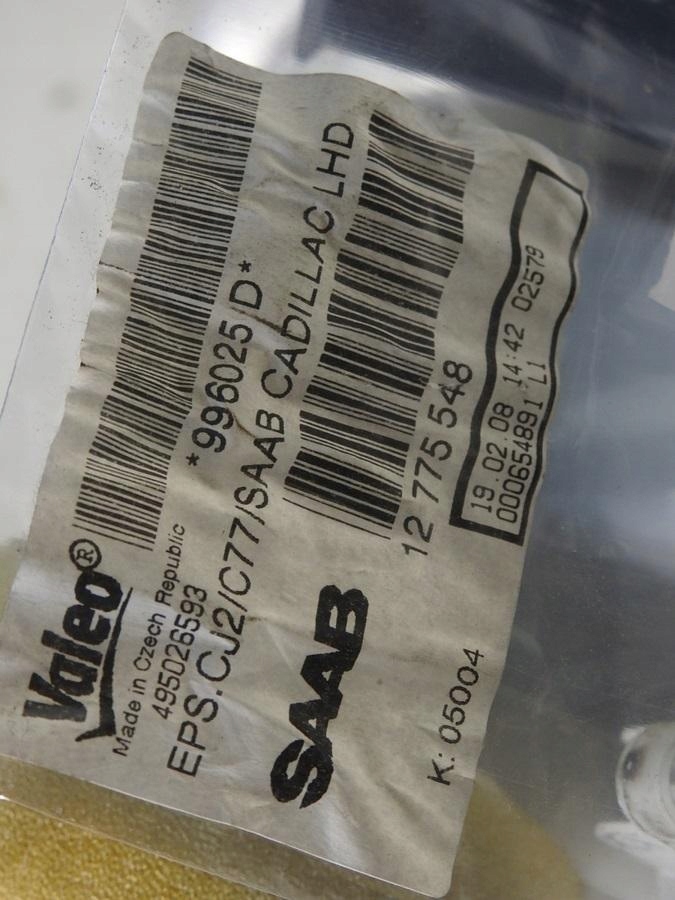 Valeo®
*996025 D*
Made in Czech Republic
495026593
EPS.CJ2/C77/SAAB CADILLAC LHD
SAAB
12 775 548
K: 05004
19.02.08 14:42 02579
000654891 L1